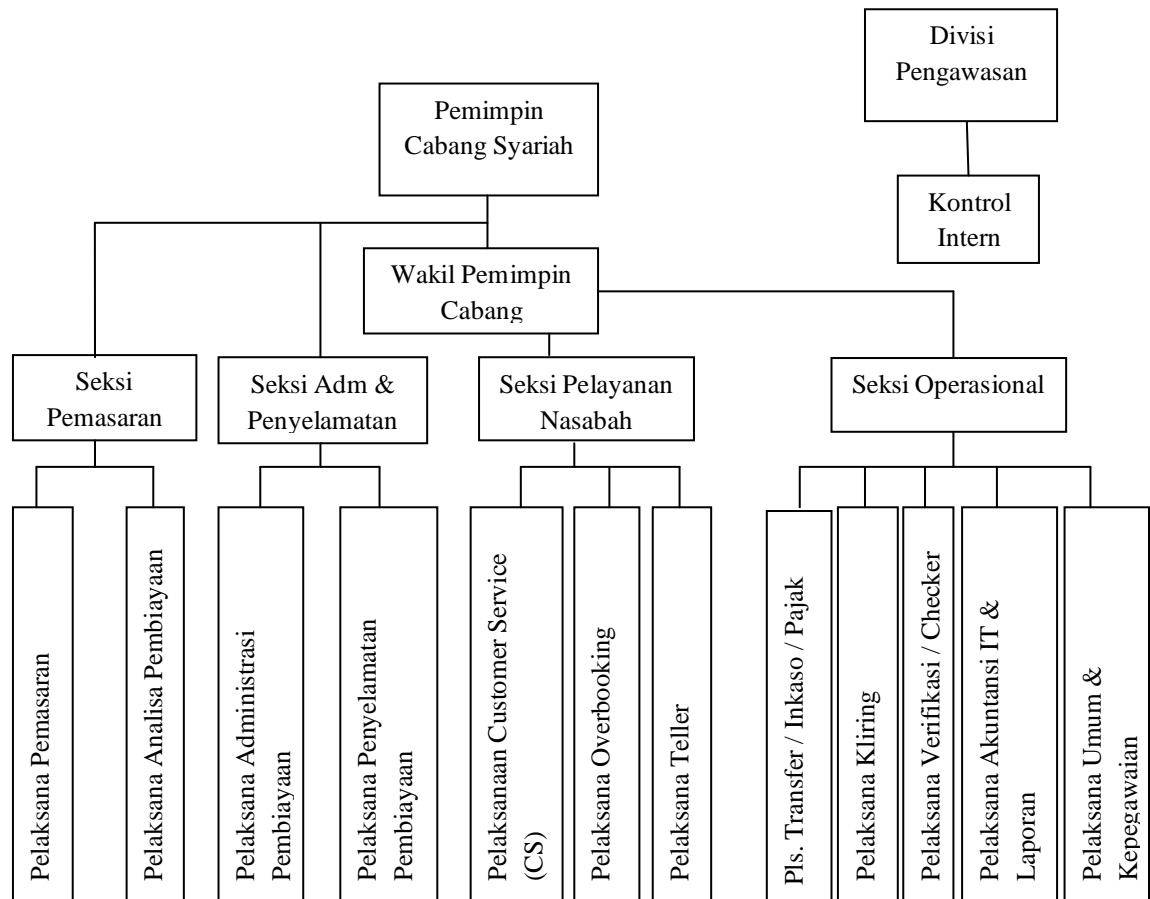 Divisi
Pengawasan
Pemimpin
Cabang Syariah
Kontrol
Intern
Wakil Pemimpin
Cabang
Seksi
Pemasaran
Seksi Adm &
Penyelamatan
Seksi Pelayanan
Nasabah
Seksi Operasional
Pelaksana Pemasaran
Pelaksana Analisa Pembiayaan
Pelaksana Administrasi
Pembiayaan
Pelaksana Penyelamatan
Pembiayaan
Pelaksanaan Customer Service
(CS)
Pelaksana Overbooking
Pelaksana Teller
Pls. Transfer / Inkaso / Pajak
Pelaksana Kliring
Pelaksana Verifikasi / Checker
Pelaksana Akuntansi IT &
Laporan
Pelaksana Umum &
Kepegawaian